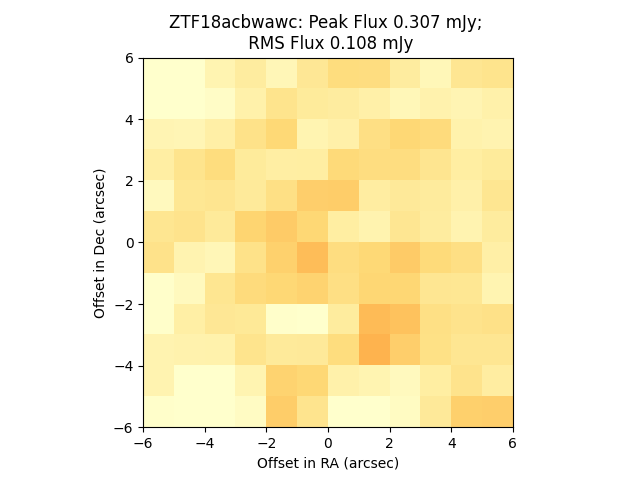 ZTF18acbwawc: Peak Flux 0.307 mJy;
RMS Flux 0.108 mJy
6
4
2
0
−2
−4
−6
Offset in Dec (arcsec)
−6 −4 −2 0 2 4 6
Offset in RA (arcsec)